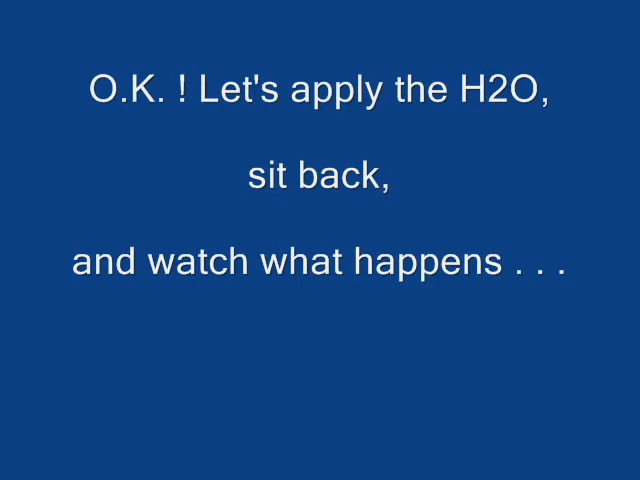 O.K. ! Let's apply the H2O,
sit back,
and watch what happens . . .